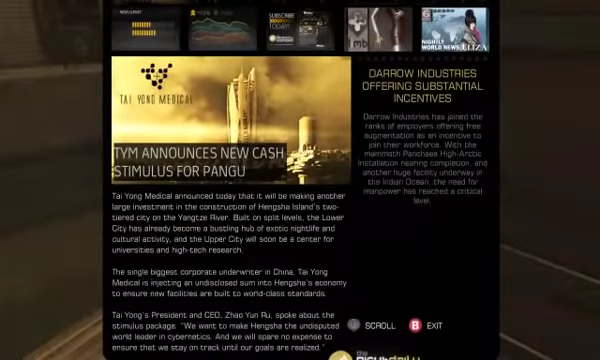 SUBSCRIBE
TODAY!
NIGHTLY
WORLD NEWS ELIZA
TAI YONG MEDICAL
TYM ANNOUNCES NEW CASH
STIMULUS FOR PANGU
Tai Yong Medical announced today that it will be making another
large investment in the construction of Hengsha Island's two-
tiered city on the Yangtze River. Built on split levels, the Lower
City has already become a bustling hub of exotic nightlife and
cultural activity, and the Upper City will soon be a center for
universities and high-tech research.
The single biggest corporate underwriter in China, Tai Yong
Medical is injecting an undisclosed sum into Hengsha's economy
to ensure new facilities are built to world-class standards.
Tai Yong's President and CEO, Zhao Yun Ru, spoke about the
stimulus package. "We want to make Hengsha the undisputed
world leader in cybernetics. And we will spare no expense to
ensure that we stay on track until our goals are realized."
DARROW INDUSTRIES
OFFERING SUBSTANTIAL
INCENTIVES
Darrow Industries has joined the
ranks of employers offering free
augmentation as an incentive to
join their workforce. With the
mammoth Panchaea High-Arctic
Installation nearing completion, and
another huge facility underway in
the Indian Ocean, the need for
manpower has reached a critical
level.
SCROLL
B EXIT
the